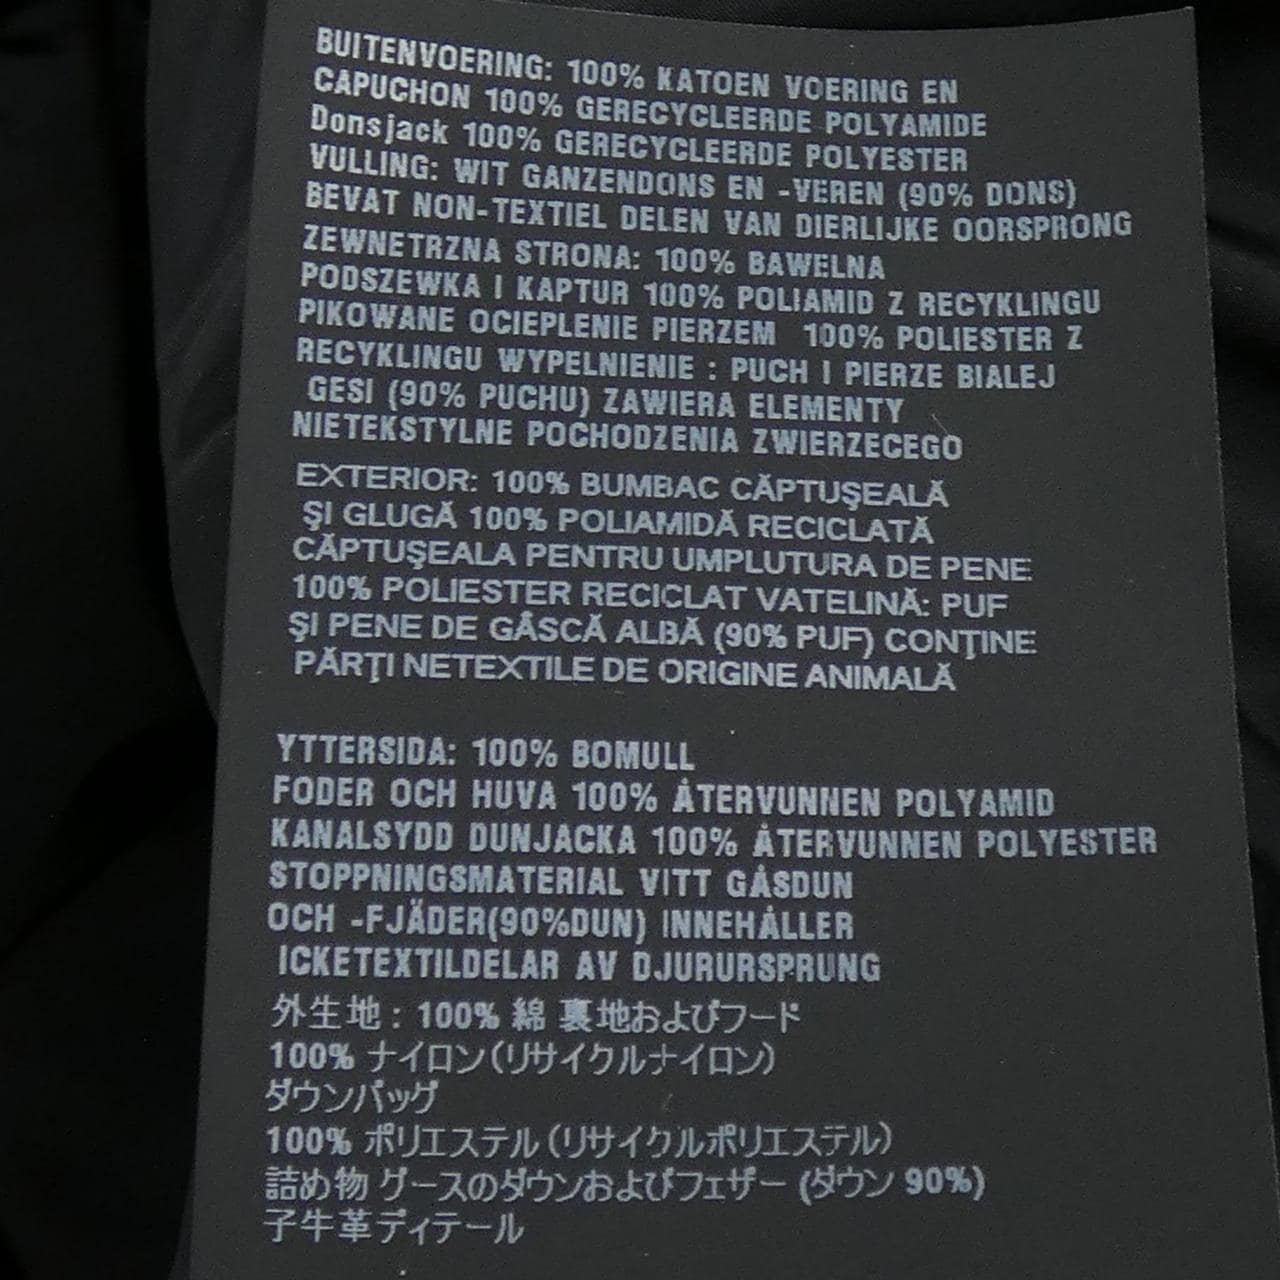 BUITENVOERING: 100% KATOEN VOERING EN
CAPUCHON 100% GERECYCLEERDE POLYAMIDE
Donsjack 100% GERECYCLEERDE POLYESTER
VULLING: WIT GANZENDONS EN -VEREN (90% DONS)
BEVAT NON-TEXTIEL DELEN VAN DIERLIJKE OORSPRONG
ZEWNETRZNA STRONA: 100% BAWELNA
PODSZEWKA I KAPTUR 100% POLIAMID Z RECYKLINGU
PIKOWANE OCIEPLENIE PIERZEM 100% POLIESTER Z
RECYKLINGU WYPELNIENIE : PUCH I PIERZE BIALEJ
GESI (90% PUCHU) ZAWIERA ELEMENTY
NIETEKSTYLNE POCHODZENIA ZWIERZECEGO
EXTERIOR: 100% BUMBAC CĂPTUŞEALĂ
ŞI GLUGĂ 100% POLIAMIDĂ RECICLATĂ
CĂPTUŞEALA PENTRU UMPLUTURA DE PENE
100% POLIESTER RECICLAT VATELINĂ: PUF
ŞI PENE DE GÂSCĂ ALBĂ (90% PUF) CONŢINE
PĂRŢI NETEXTILE DE ORIGINE ANIMALĂ
YTTERSIDA: 100% BOMULL
FODER OCH HUVA 100% ÅTERVUNNEN POLYAMID
KANALSYDD DUNJACKA 100% ÅTERVUNNEN POLYESTER
STOPPNINGSMATERIAL VITT GÅSDUN
OCH -FJÄDER(90%DUN) INNEHÅLLER
ICKETEXTILDELAR AV DJURURSPRUNG
外生地 : 100% 綿 裏地およびフード
100% ナイロン(リサイクルナイロン)
ダウンバッグ
100% ポリエステル(リサイクルポリエステル)
詰め物 グースのダウンおよびフェザー (ダウン 90%)
子牛革ディテール